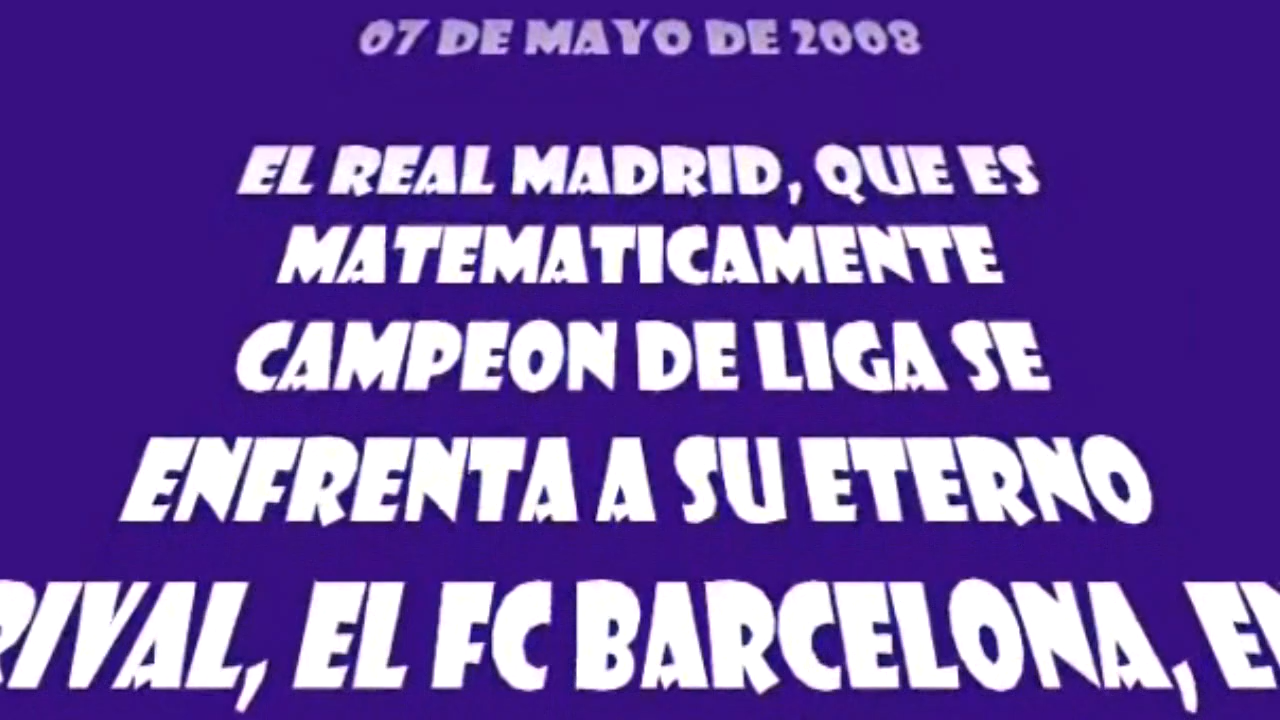 07 DE MAYO DE 2008
EL REAL MADRID, QUE ES
MATEMATICAMENTE
CAMPEON DE LIGA SE
ENFRENTA A SU ETERNO
RIVAL, EL FC BARCELONA, EN